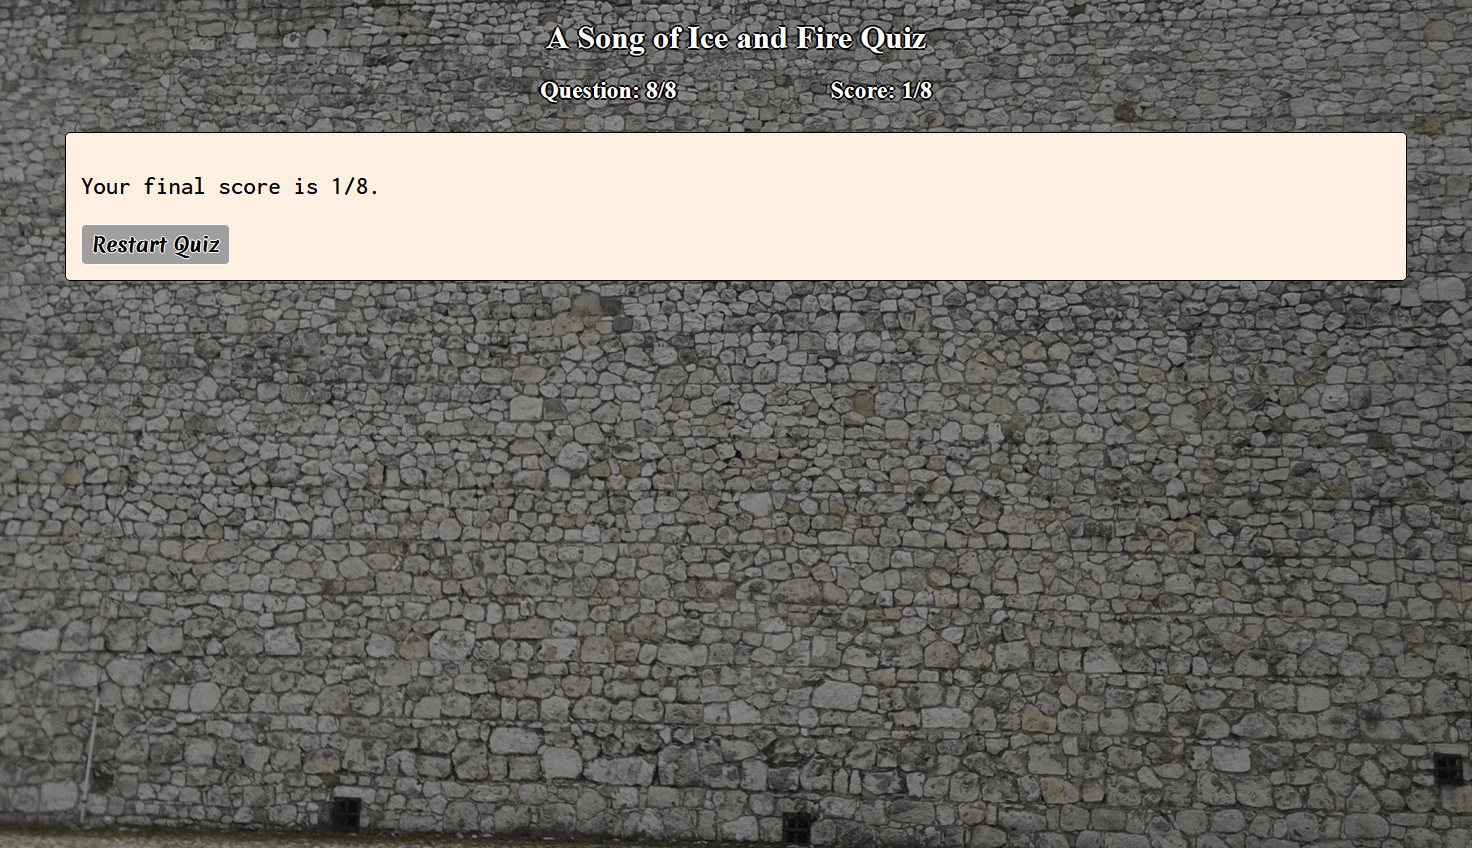 A Song of Ice and Fire Quiz
Question: 8/8 Score: 1/8
Your final score is 1/8.
Restart Quiz